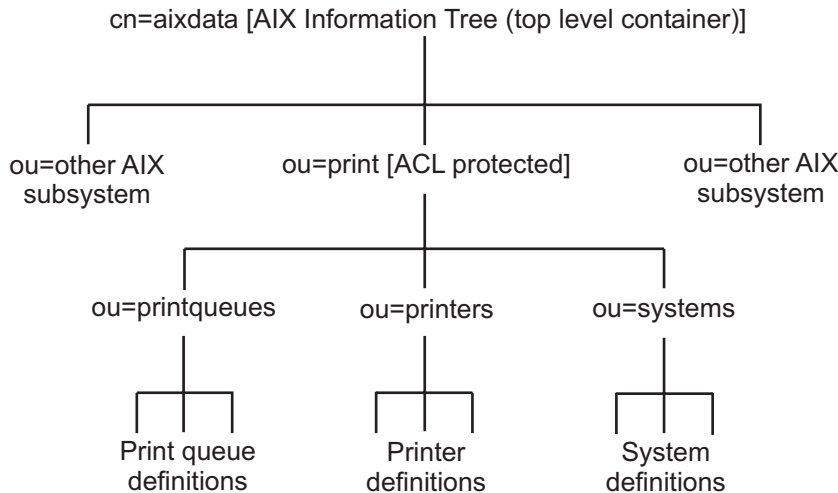 cn=aixdata [AIX Information Tree (top level container)]
ou=other AIX
subsystem
ou=print [ACL protected]
ou=other AIX
subsystem
ou=printqueues
ou=printers
ou=systems
Print queue
definitions
Printer
definitions
System
definitions